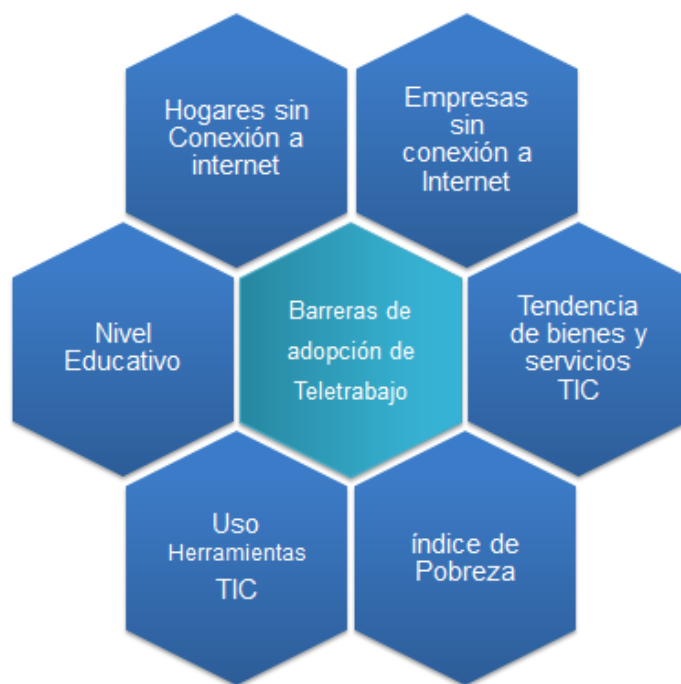 Hogares sin
Conexión a
internet
Empresas
sin
conexión a
Internet
Nivel
Educativo
Barreras de
adopción de
Teletrabajo
Tendencia
de bienes y
servicios
TIC
Uso
Herramientas
TIC
índice de
Pobreza